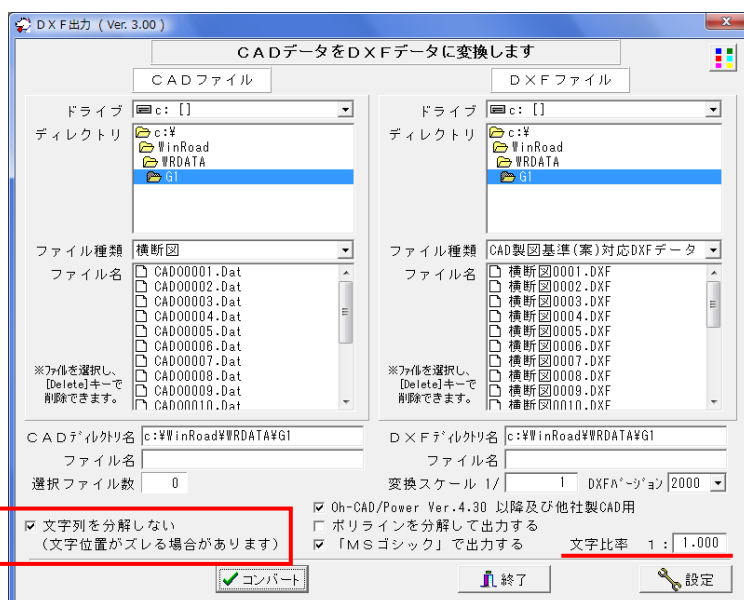 DXF出力 ( Ver. 3.00 )
CADデータをDXFデータに変換します
CADファイル
DXFファイル
ドライブ
c: []
ディレクトリ
c:¥
WinRoad
WRDATA
G1
ファイル種類
横断図
ファイル名
CAD00001.Dat
CAD00002.Dat
CAD00003.Dat
CAD00004.Dat
CAD00005.Dat
CAD00006.Dat
CAD00007.Dat
CAD00008.Dat
CAD00009.Dat
CAD00010.Dat
※ファイルを選択し、
[Delete]キーで
削除できます。
ドライブ
c: []
ディレクトリ
c:¥
WinRoad
WRDATA
G1
ファイル種類
CAD製図基準(案)対応DXFデータ
ファイル名
横断図0001.DXF
横断図0002.DXF
横断図0003.DXF
横断図0004.DXF
横断図0005.DXF
横断図0006.DXF
横断図0007.DXF
横断図0008.DXF
横断図0009.DXF
横断図0010.DXF
※ファイルを選択し、
[Delete]キーで
削除できます。
CADディレクトリ名 c:¥WinRoad¥WRDATA¥G1
ファイル名
選択ファイル数 0
DXFディレクトリ名 c:¥WinRoad¥WRDATA¥G1
ファイル名
変換スケール 1/ 1 DXFバージョン 2000
文字列を分解しない
(文字位置がズレる場合があります)
Oh-CAD/Power Ver.4.30 以降及び他社製CAD用
ポリラインを分解して出力する
「MSゴシック」で出力する
文字比率 1: 1.000
コンバート
終了
設定